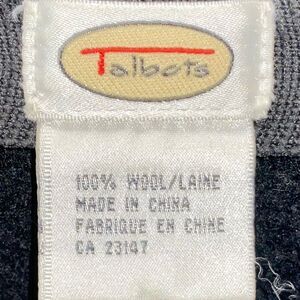 Talbots
100% WOOL/LAINE
MADE IN CHINA
FABRIQUE EN CHINE
CA 23147